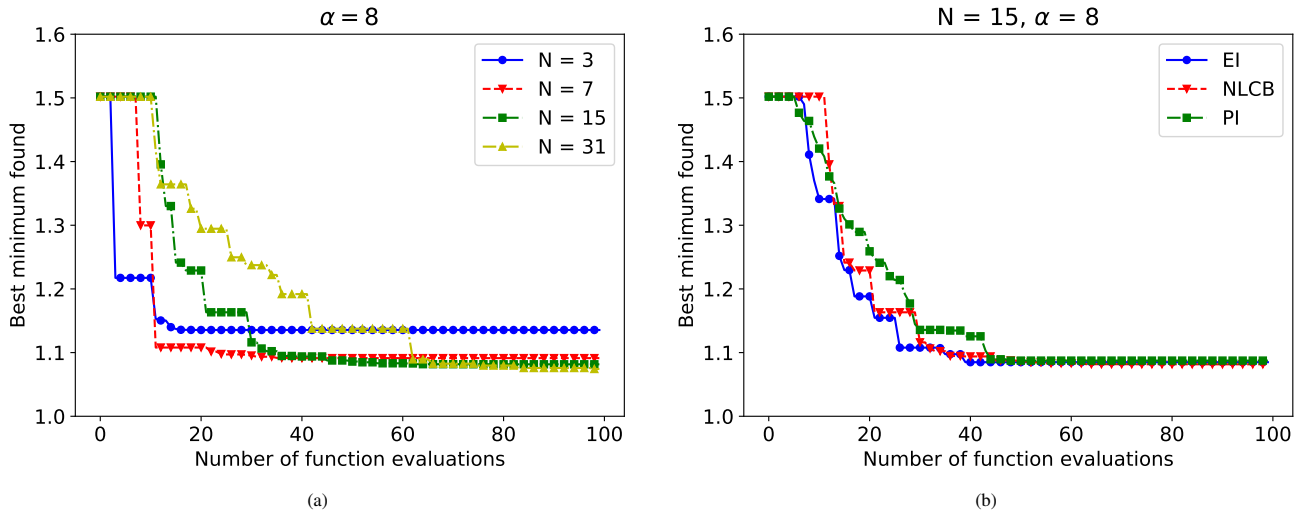 α = 8
1.6
1.5
1.4
1.3
1.2
1.1
1.0
Best minimum found
0
20
40
60
80
100
Number of function evaluations
N = 3
N = 7
N = 15
N = 31
(a)
N = 15, α = 8
1.6
1.5
1.4
1.3
1.2
1.1
1.0
Best minimum found
0
20
40
60
80
100
Number of function evaluations
EI
NLCB
PI
(b)